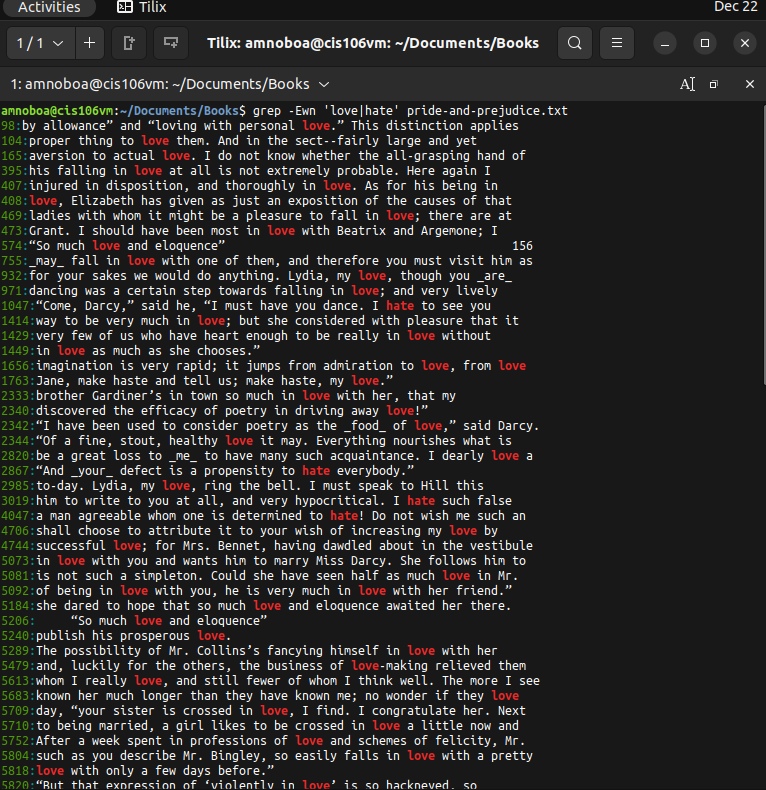 Activities Tilix Dec 22
1 / 1 Tilix: amnoboa@cis106vm: ~/Documents/Books
1: amnoboa@cis106vm: ~/Documents/Books
amnoboa@cis106vm:~/Documents/Books$ grep -Ewn 'love|hate' pride-and-prejudice.txt
98:by allowance” and “loving with personal love.” This distinction applies
104:proper thing to love them. And in the sect--fairly large and yet
165:aversion to actual love. I do not know whether the all-grasping hand of
395:his falling in love at all is not extremely probable. Here again I
407:injured in disposition, and thoroughly in love. As for his being in
408:love, Elizabeth has given as just an exposition of the causes of that
469:ladies with whom it might be a pleasure to fall in love; there are at
473:Grant. I should have been most in love with Beatrix and Argemone; I
574:“So much love and eloquence” 156
755:_may_ fall in love with one of them, and therefore you must visit him as
932:for your sakes we would do anything. Lydia, my love, though you _are_
971:dancing was a certain step towards falling in love; and very lively
1047:“Come, Darcy,” said he, “I must have you dance. I hate to see you
1414:way to be very much in love; but she considered with pleasure that it
1429:very few of us who have heart enough to be really in love without
1449:in love as much as she chooses.”
1656:imagination is very rapid; it jumps from admiration to love, from love
1763:Jane, make haste and tell us; make haste, my love.”
2333:brother Gardiner’s in town so much in love with her, that my
2340:discovered the efficacy of poetry in driving away love!”
2342:“I have been used to consider poetry as the _food_ of love,” said Darcy.
2344:“Of a fine, stout, healthy love it may. Everything nourishes what is
2820:be a great loss to _me_ to have many such acquaintance. I dearly love a
2867:“And _your_ defect is a propensity to hate everybody.”
2985:to-day. Lydia, my love, ring the bell. I must speak to Hill this
3019:him to write to you at all, and very hypocritical. I hate such false
4047:a man agreeable whom one is determined to hate! Do not wish me such an
4706:shall choose to attribute it to your wish of increasing my love by
4744:successful love; for Mrs. Bennet, having dawdled about in the vestibule
5073:in love with you and wants him to marry Miss Darcy. She follows him to
5081:is not such a simpleton. Could she have seen half as much love in Mr.
5092:of being in love with you, he is very much in love with her friend.”
5184:she dared to hope that so much love and eloquence awaited her there.
5206: “So much love and eloquence”
5240:publish his prosperous love.
5289:The possibility of Mr. Collins’s fancying himself in love with her
5479:and, luckily for the others, the business of love-making relieved them
5613:whom I really love, and still fewer of whom I think well. The more I see
5683:known her much longer than they have known me; no wonder if they love
5709:day, “your sister is crossed in love, I find. I congratulate her. Next
5710:to being married, a girl likes to be crossed in love a little now and
5752:After a week spent in professions of love and schemes of felicity, Mr.
5804:such as you describe Mr. Bingley, so easily falls in love with a pretty
5818:love with only a few days before.”
5820:“But that expression of ‘violently in love’ is so hackneyed, so